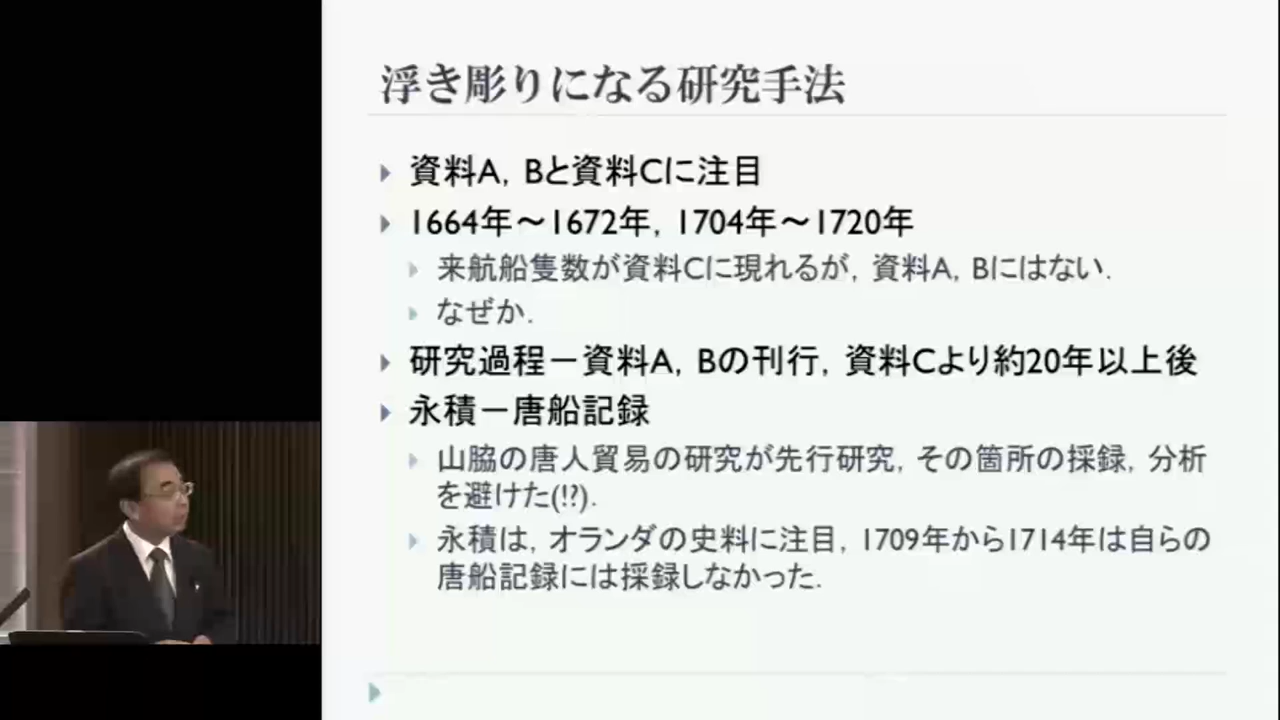 浮き彫りになる研究手法
資料A, Bと資料Cに注目
1664年～1672年, 1704年～1720年
来航船隻数が資料Cに現れるが, 資料A, Bにはない.
なぜか.
研究過程－資料A, Bの刊行, 資料Cより約20年以上後
永積－唐船記録
山脇の唐人貿易の研究が先行研究, その箇所の採録, 分析
を避けた(!?).
永積は, オランダの史料に注目, 1709年から1714年は自らの
唐船記録には採録しなかった.